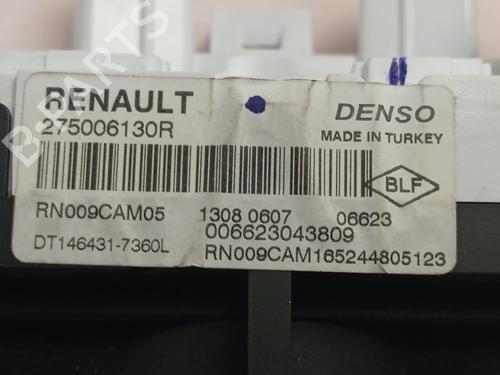 RENAULT DENSO
275006130R MADE IN TURKEY
BLF
RN009CAM05 1308 0607 06623
006623043809
DT146431-7360L RN009CAM165244805123
B-PARTS